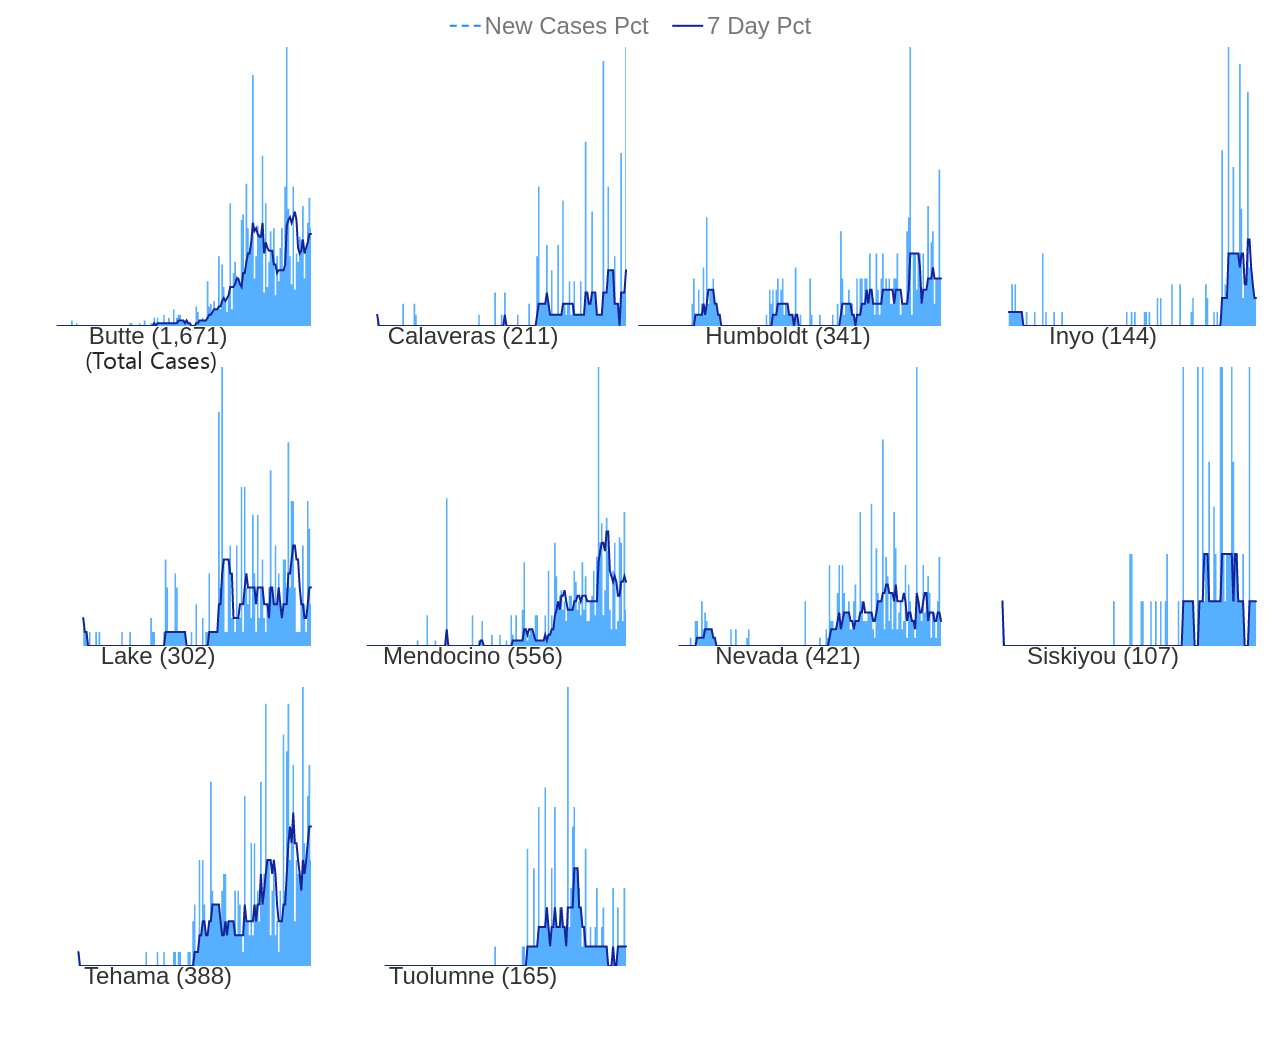 New Cases Pct 7 Day Pct
Butte (1,671) Calaveras (211) Humboldt (341) Inyo (144)
(Total Cases)
Lake (302) Mendocino (556) Nevada (421) Siskiyou (107)
Tehama (388) Tuolumne (165)